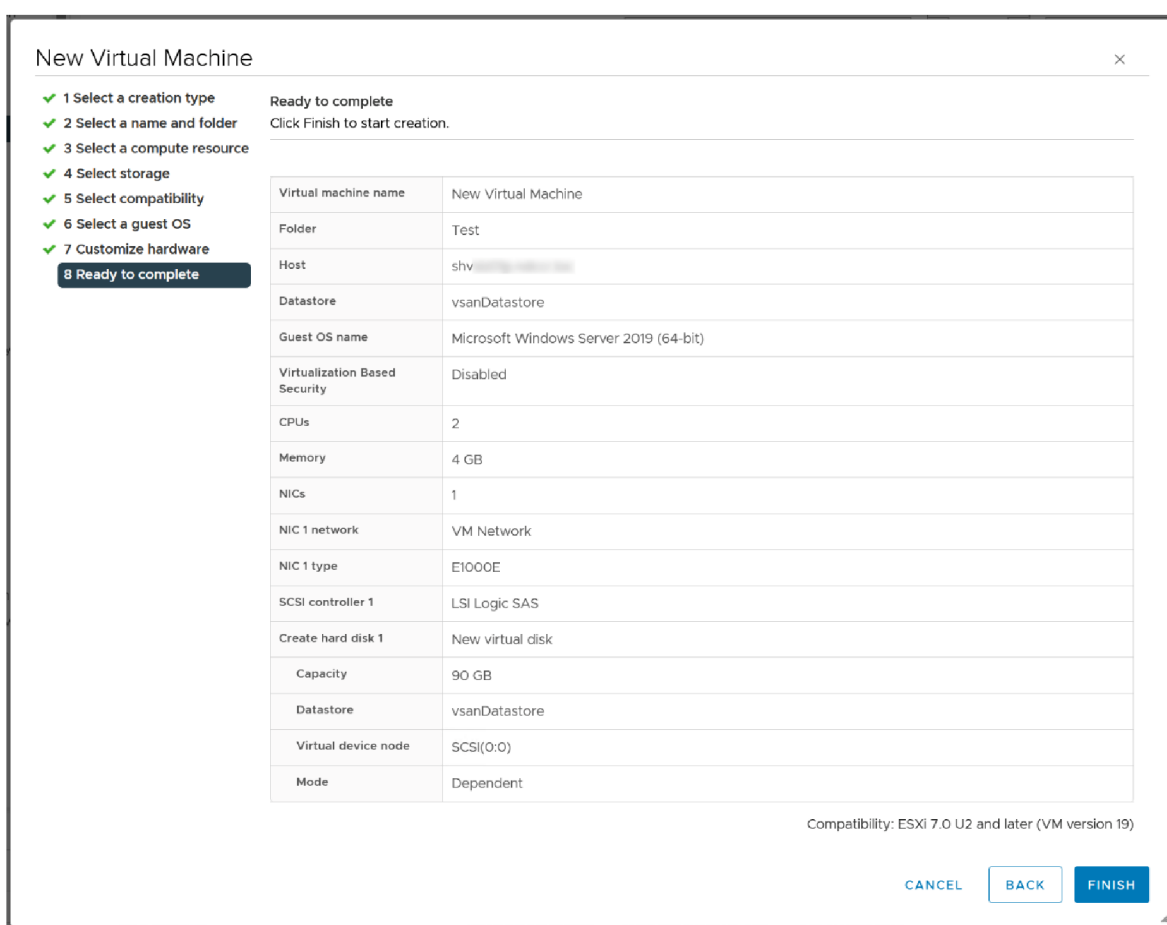 New Virtual Machine
1 Select a creation type
2 Select a name and folder
3 Select a compute resource
4 Select storage
5 Select compatibility
6 Select a guest OS
7 Customize hardware
8 Ready to complete
Ready to complete
Click Finish to start creation.
Virtual machine name New Virtual Machine
Folder Test
Host shv
Datastore vsanDatastore
Guest OS name Microsoft Windows Server 2019 (64-bit)
Virtualization Based Security Disabled
CPUs 2
Memory 4 GB
NICs 1
NIC 1 network VM Network
NIC 1 type E1000E
SCSI controller 1 LSI Logic SAS
Create hard disk 1 New virtual disk
Capacity 90 GB
Datastore vsanDatastore
Virtual device node SCSI(0:0)
Mode Dependent
Compatibility: ESXi 7.0 U2 and later (VM version 19)
CANCEL BACK FINISH